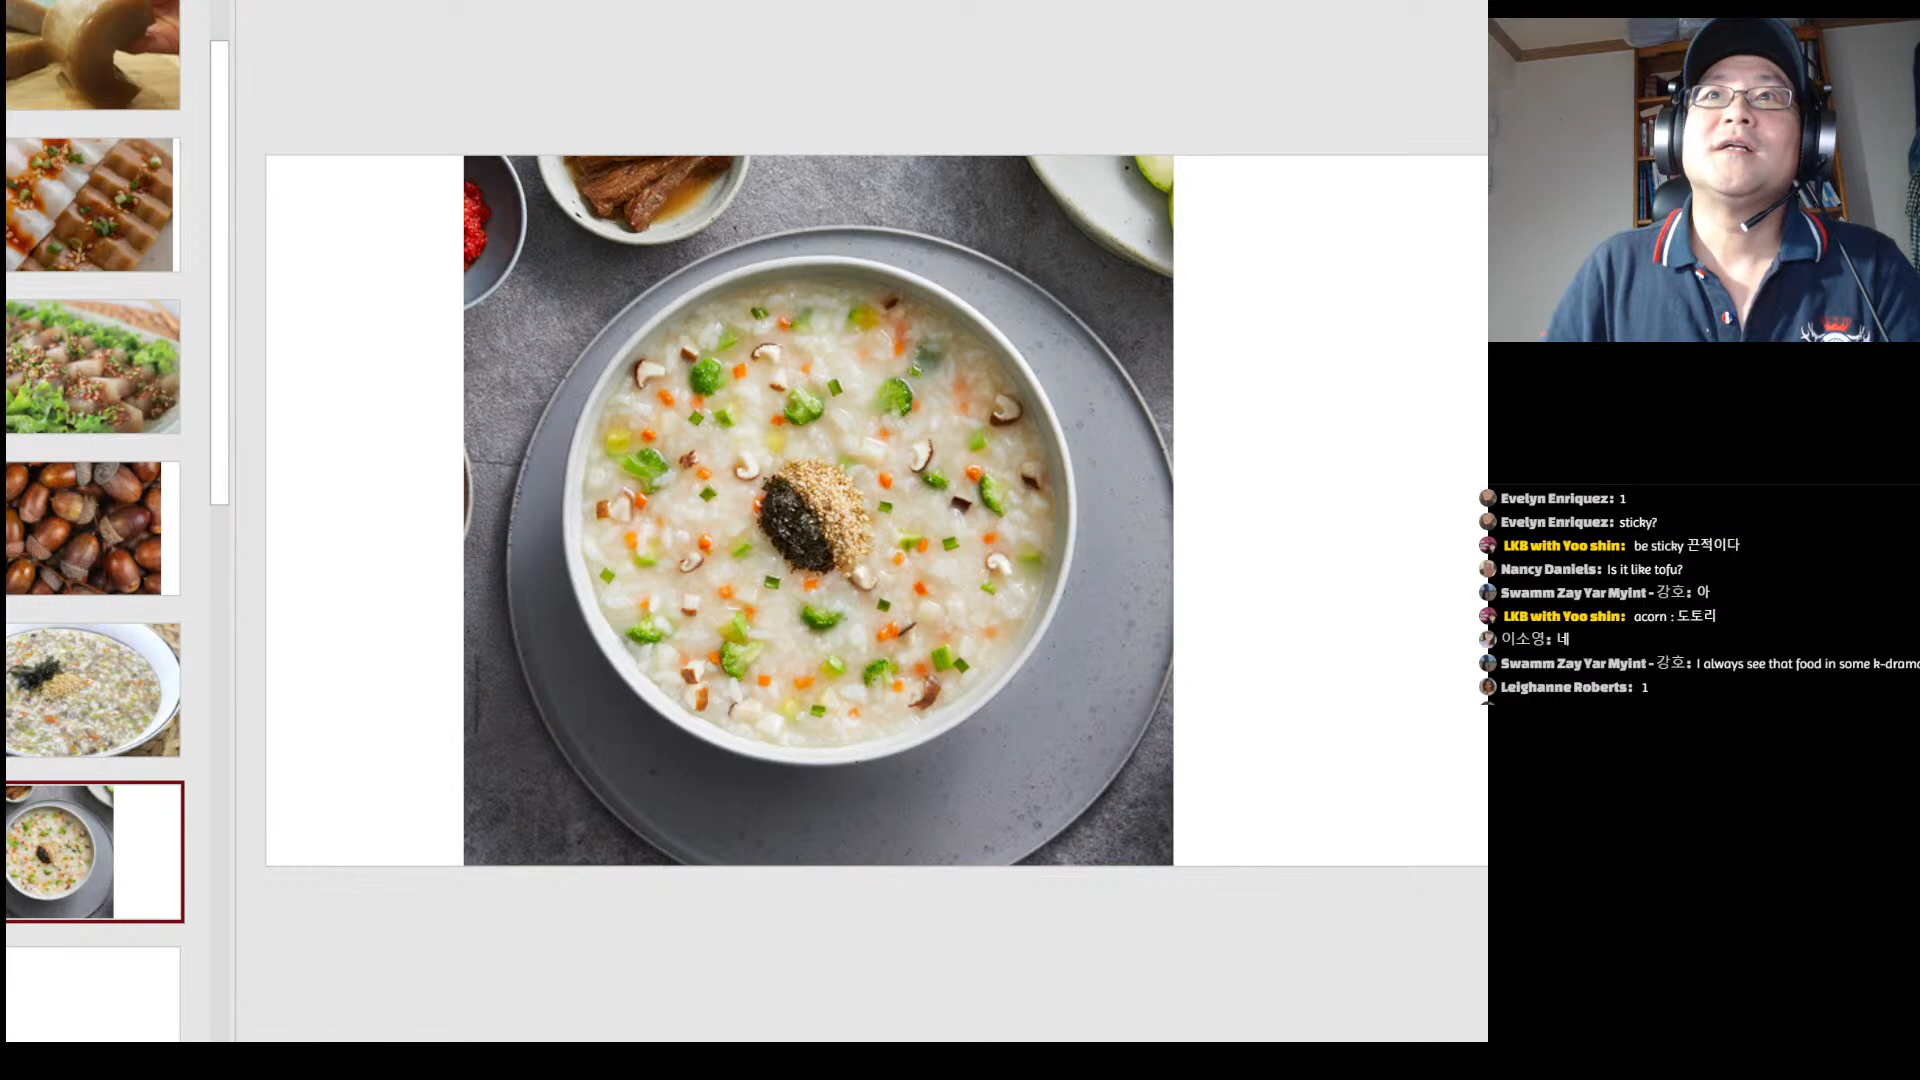 Evelyn Enriquez: 1
Evelyn Enriquez: sticky?
LKB with Yoo shin: be sticky 끈적이다
Nancy Daniels: Is it like tofu?
Swamm Zay Yar Myint - 강호: 아
LKB with Yoo shin: acorn : 도토리
이소영: 네
Swamm Zay Yar Myint - 강호: I always see that food in some k-drama
Leighanne Roberts: 1